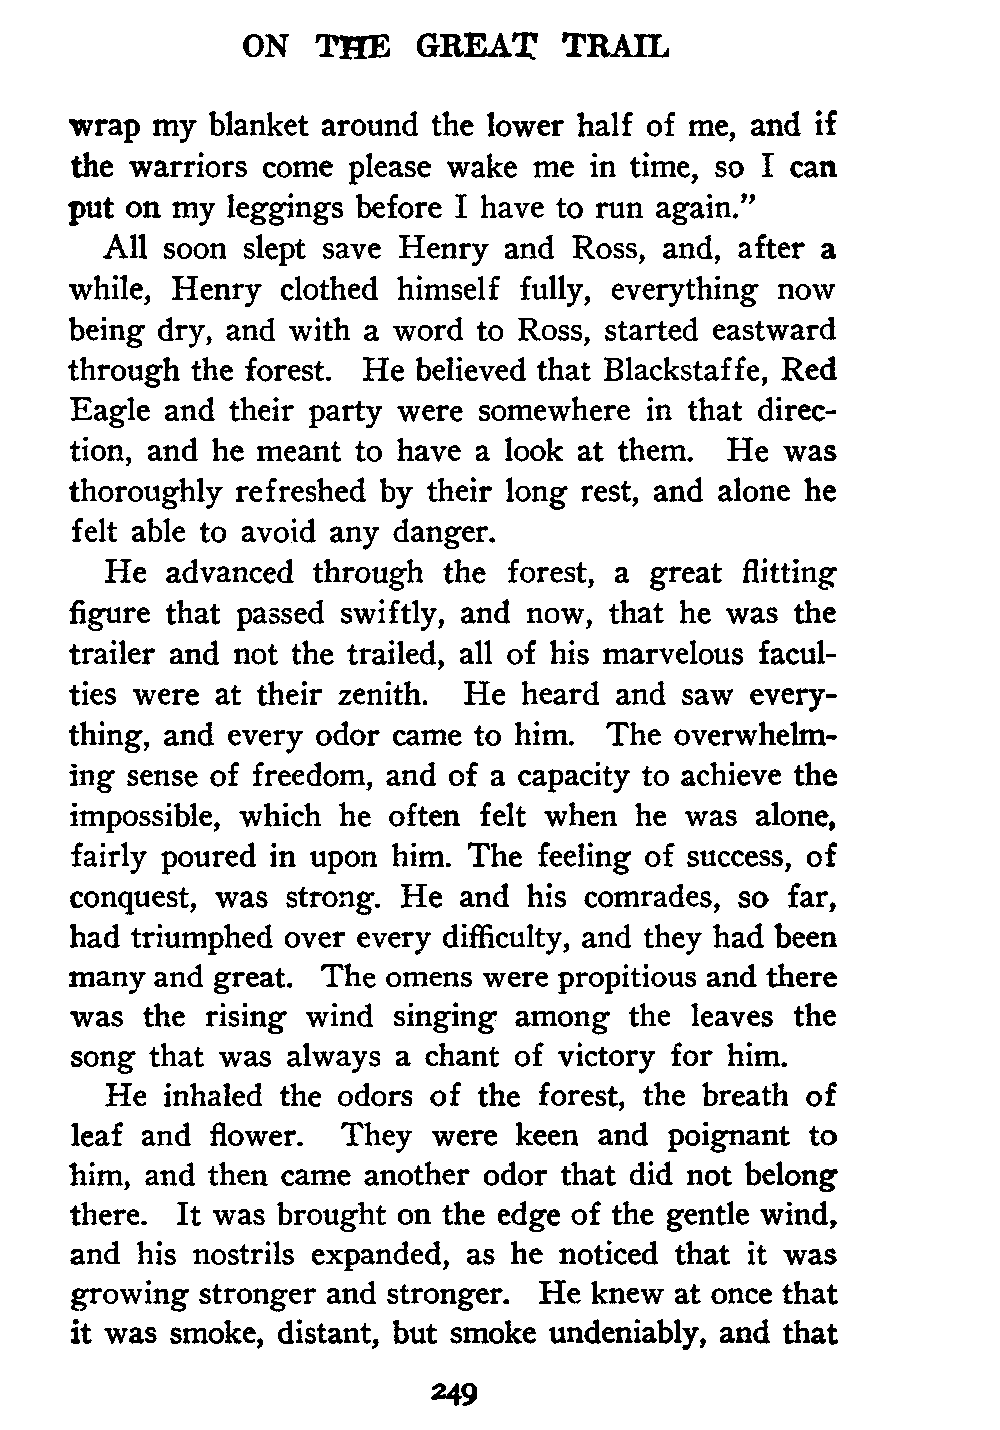 ON THE GREAT TRAIL
wrap my blanket around the lower half of me, and if
the warriors come please wake me in time, so I can
put on my leggings before I have to run again."
All soon slept save Henry and Ross, and, after a
while, Henry clothed himself fully, everything now
being dry, and with a word to Ross, started eastward
through the forest. He believed that Blackstaffe, Red
Eagle and their party were somewhere in that direc-
tion, and he meant to have a look at them. He was
thoroughly refreshed by their long rest, and alone he
felt able to avoid any danger.
He advanced through the forest, a great flitting
figure that passed swiftly, and now, that he was the
trailer and not the trailed, all of his marvelous facul-
ties were at their zenith. He heard and saw every-
thing, and every odor came to him. The overwhelm-
ing sense of freedom, and of a capacity to achieve the
impossible, which he often felt when he was alone,
fairly poured in upon him. The feeling of success, of
conquest, was strong. He and his comrades, so far,
had triumphed over every difficulty, and they had been
many and great. The omens were propitious and there
was the rising wind singing among the leaves the
song that was always a chant of victory for him.
He inhaled the odors of the forest, the breath of
leaf and flower. They were keen and poignant to
him, and then came another odor that did not belong
there. It was brought on the edge of the gentle wind,
and his nostrils expanded, as he noticed that it was
growing stronger and stronger. He knew at once that
it was smoke, distant, but smoke undeniably, and that
249